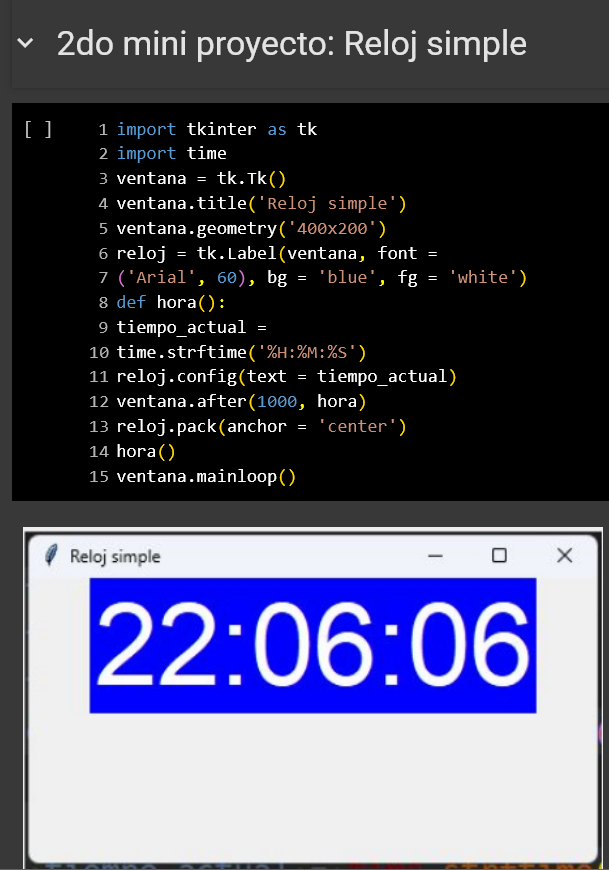 2do mini proyecto: Reloj simple
[ ]
1 import tkinter as tk
2 import time
3 ventana = tk.Tk()
4 ventana.title('Reloj simple')
5 ventana.geometry('400x200')
6 reloj = tk.Label(ventana, font =
7 ('Arial', 60), bg = 'blue', fg = 'white')
8 def hora():
9 tiempo_actual =
10 time.strftime('%H:%M:%S')
11 reloj.config(text = tiempo_actual)
12 ventana.after(1000, hora)
13 reloj.pack(anchor = 'center')
14 hora()
15 ventana.mainloop()
Reloj simple
22:06:06